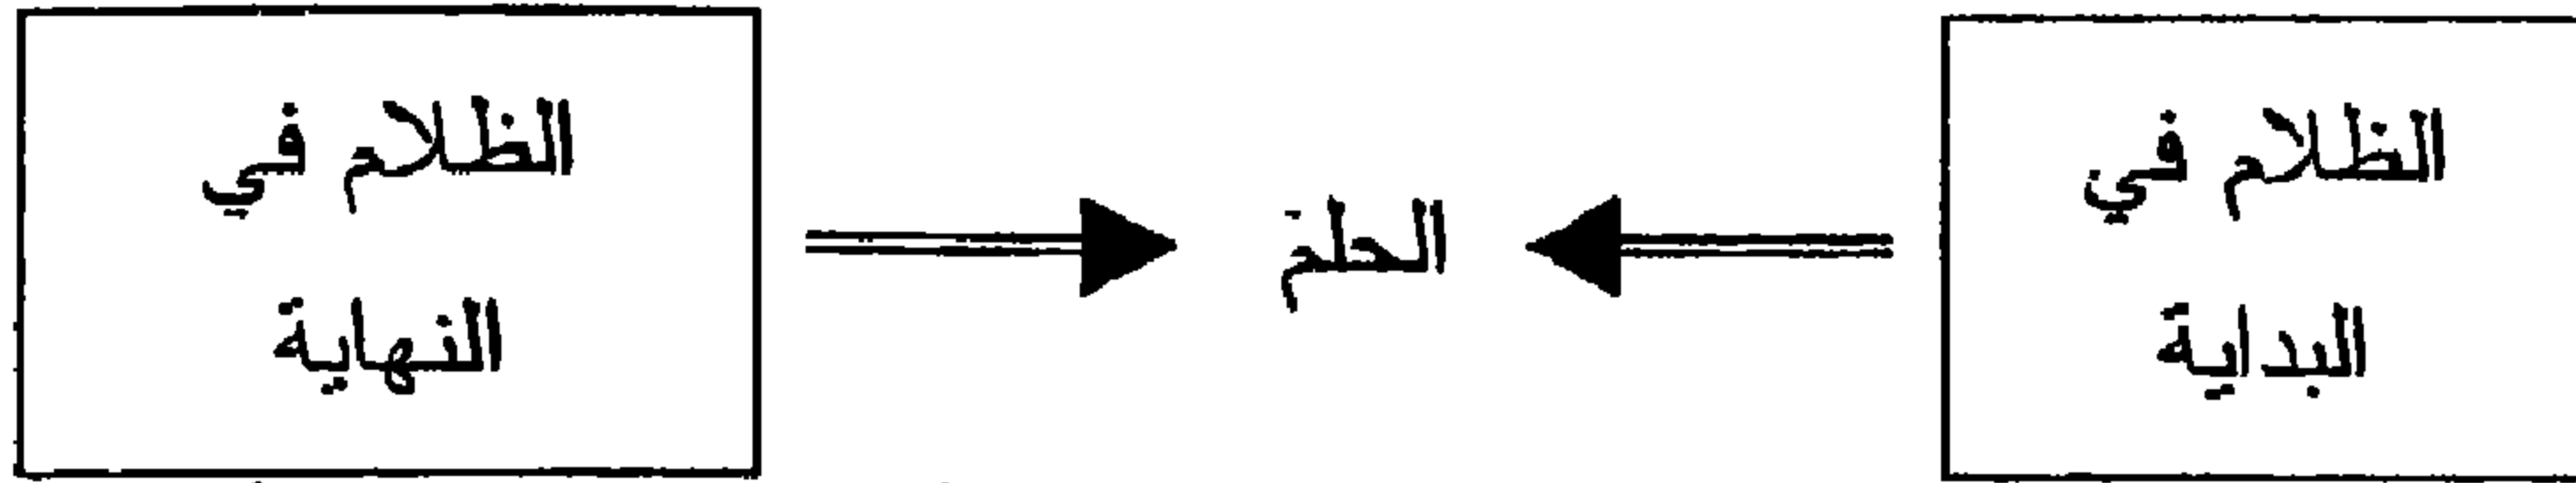 الظلام في
البداية
الحلم
الظلام في
النهاية